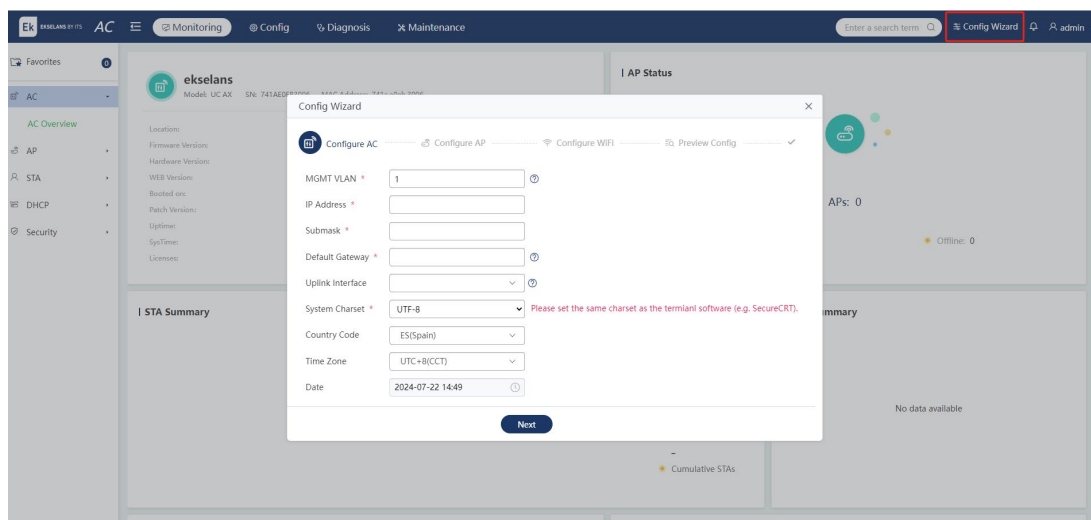 Ek EKSELANS BY ITS AC Monitoring Config Diagnosis Maintenance Enter a search term Config Wizard admin
Favorites 0
AC
AC Overview
AP
STA
DHCP
Security
ekselans
Model: UC AX SN:
Location:
Firmware Version:
Hardware Version:
WEB Version:
Booted on:
Patch Version:
Uptime:
SysTime:
Licenses:
AP Status
APs: 0
Offline: 0
Config Wizard
Configure AC Configure AP Configure WiFi Preview Config
MGMT VLAN * 1
IP Address *
Submask *
Default Gateway *
Uplink Interface
System Charset * UTF-8 Please set the same charset as the termianl software (e.g. SecureCRT).
Country Code ES(Spain)
Time Zone UTC+8(CCT)
Date 2024-07-22 14:49
Next
STA Summary
mmary
No data available
-
Cumulative STAs